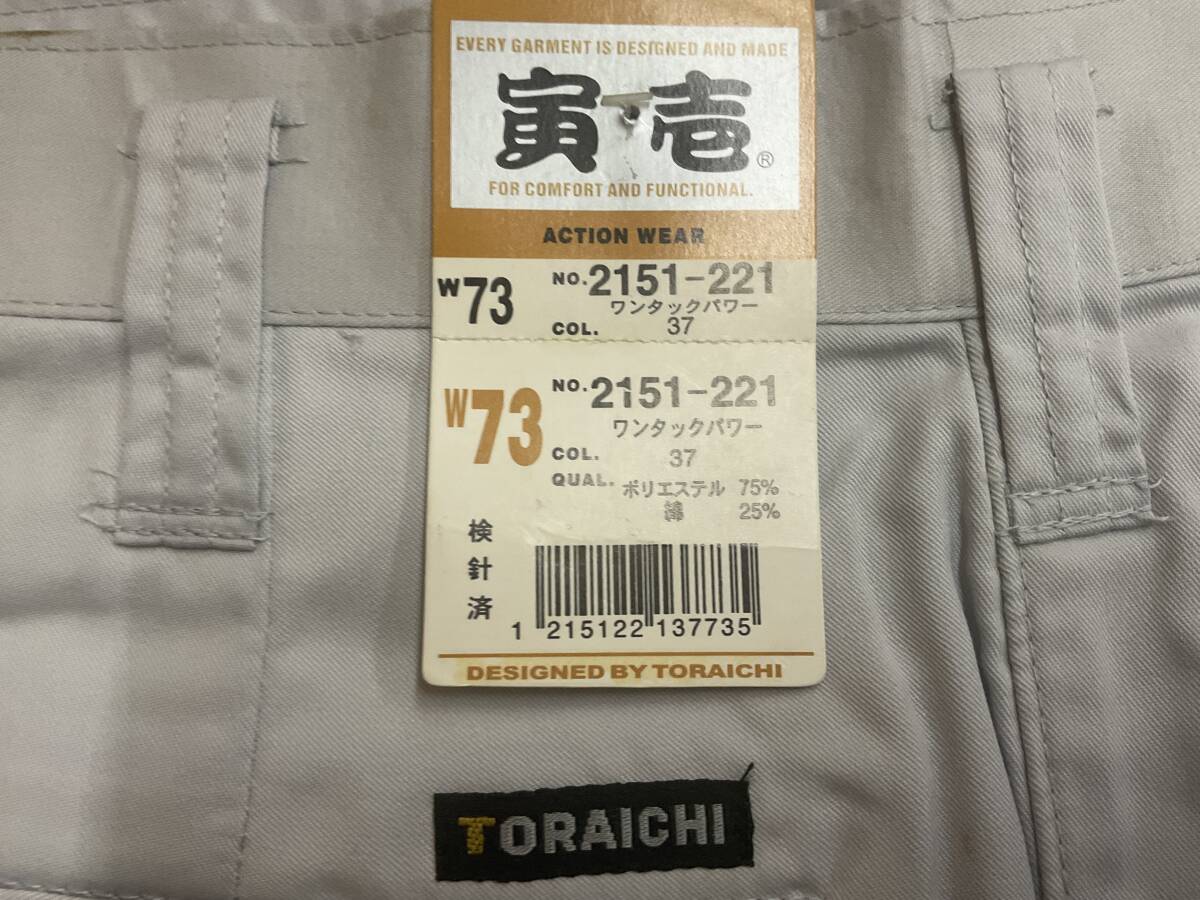 EVERY GARMENT IS DESIGNED AND MADE
寅壱®
FOR COMFORT AND FUNCTIONAL.
ACTION WEAR
W73 NO.2151-221
ワンタックパワー
COL. 37
W73 NO.2151-221
ワンタックパワー
COL. 37
QUAL. ポリエステル 75%
綿 25%
検針済
1 215122 137735
DESIGNED BY TORAICHI
TORAICHI